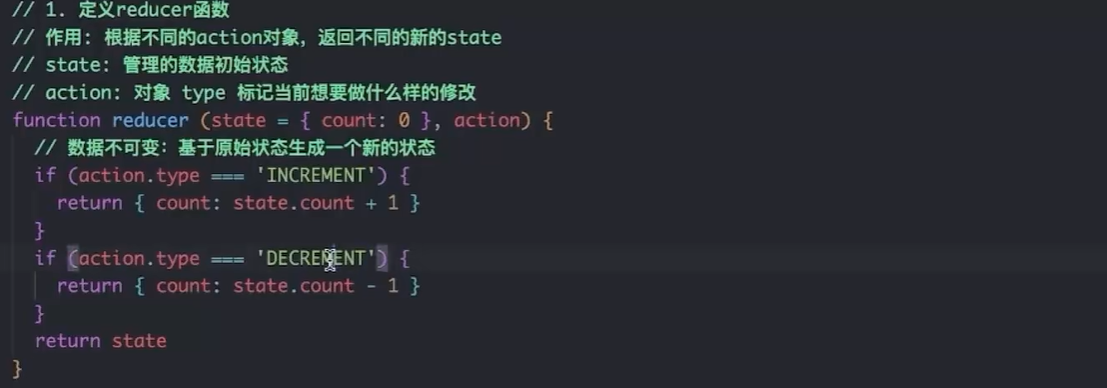 // 1. 定义reducer函数
// 作用: 根据不同的action对象，返回不同的新的state
// state: 管理的数据初始状态
// action: 对象 type 标记当前想要做什么样的修改
function reducer (state = { count: 0 }, action) {
  // 数据不可变：基于原始状态生成一个新的状态
  if (action.type === 'INCREMENT') {
    return { count: state.count + 1 }
  }
  if (action.type === 'DECREMENT') {
    return { count: state.count - 1 }
  }
  return state
}